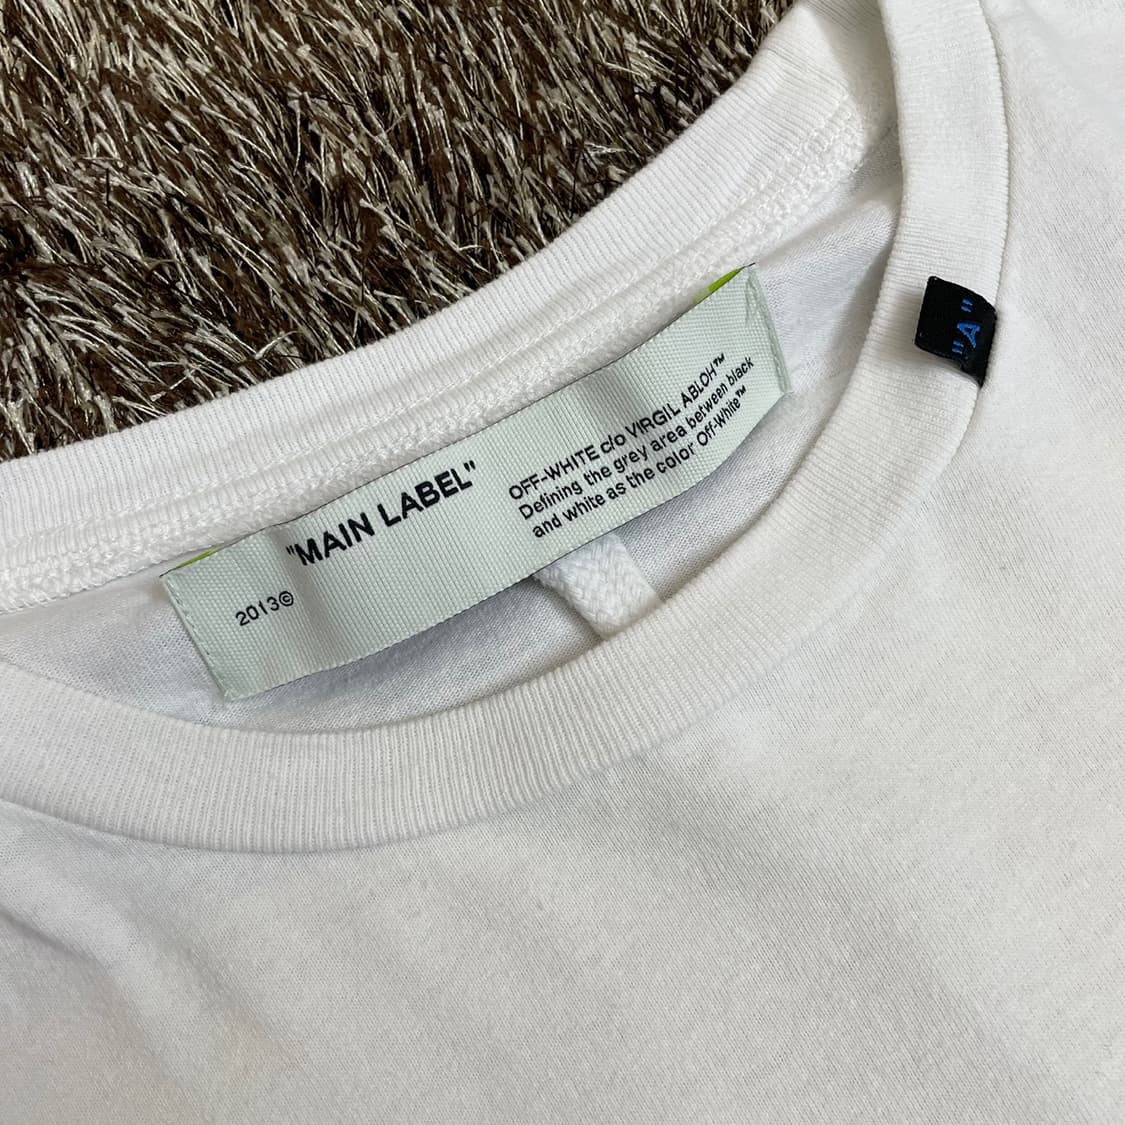 "MAIN LABEL"
2013©
OFF-WHITE c/o VIRGIL ABLOH™
Defining the grey area between black
and white as the color Off-White™
"A"